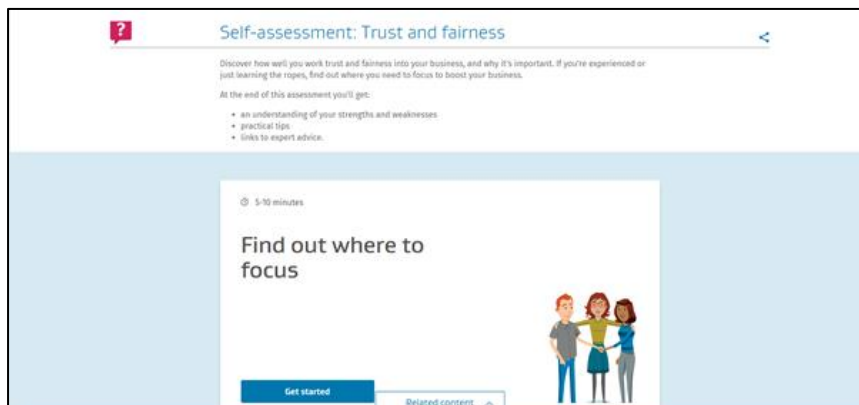 ?
Self-assessment: Trust and fairness
Discover how well you work trust and fairness into your business, and why it's important. If you're experienced or
just learning the ropes, find out where you need to focus to boost your business.
At the end of this assessment you'll get:
• an understanding of your strengths and weaknesses
• practical tips
• links to expert advice.
5-10 minutes
Find out where to
focus
Get started
Related content